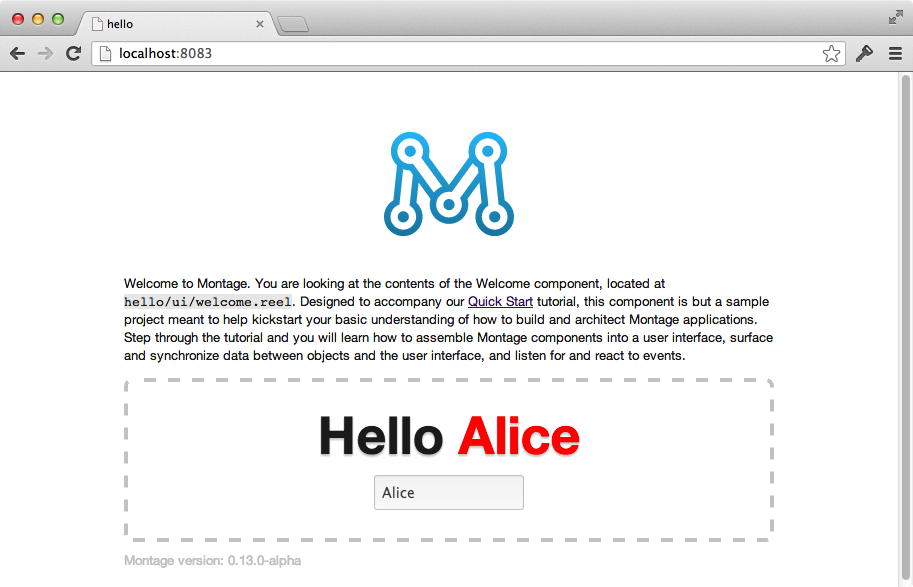 hello
localhost:8083
Welcome to Montage. You are looking at the contents of the Welcome component, located at
hello/ui/welcome.reel. Designed to accompany our Quick Start tutorial, this component is but a sample
project meant to help kickstart your basic understanding of how to build and architect Montage applications.
Step through the tutorial and you will learn how to assemble Montage components into a user interface, surface
and synchronize data between objects and the user interface, and listen for and react to events.
Hello Alice
Alice
Montage version: 0.13.0-alpha